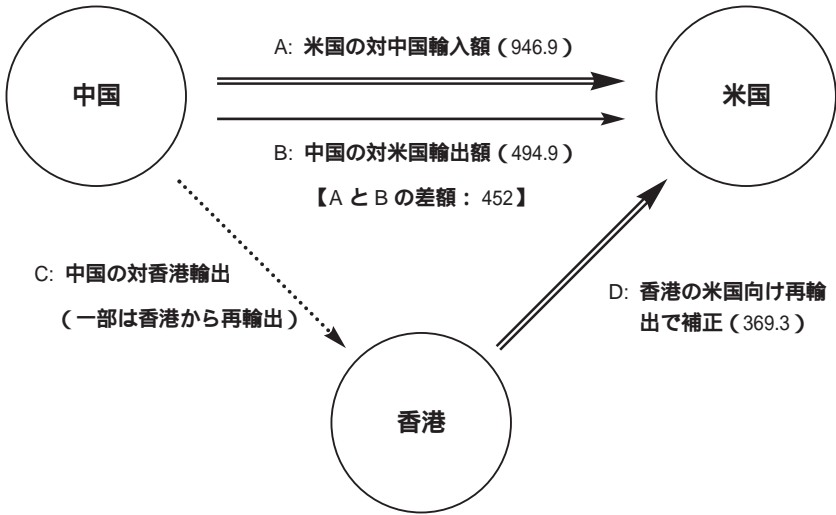 A: 米国の対中国輸入額(946.9)
中国
米国
B: 中国の対米国輸出額(494.9)
【AとBの差額: 452】
C: 中国の対香港輸出
(一部は香港から再輸出)
D: 香港の米国向け再輸
出で補正(369.3)
香港